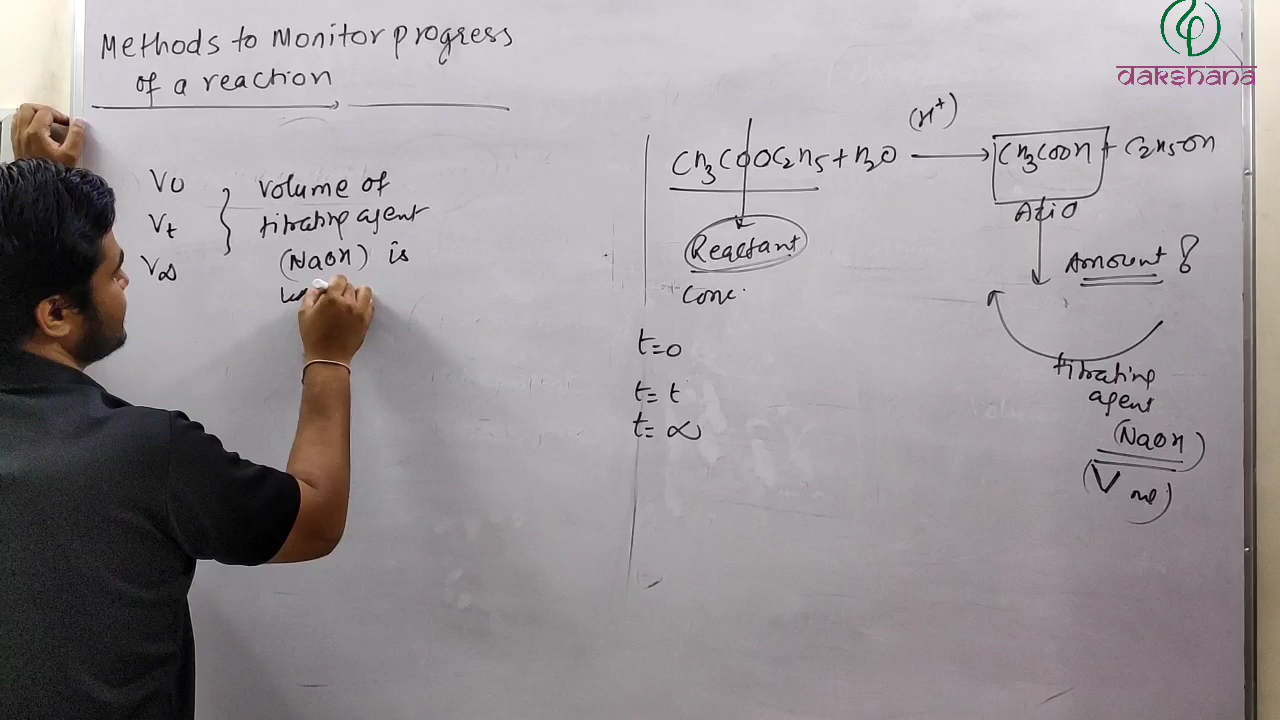 Methods to Monitor progress
of a reaction
V0
Vt
V∞
volume of
titrating agent
(NaOH) is
dakshana
(H+)
CH3COOC2H5 + H2O → CH3COOH + C2H5OH
Acid
Reactant
conc.
Amount ?
t=0
t= t
t= ∞
titrating
agent
(NaOH)
(V ml)